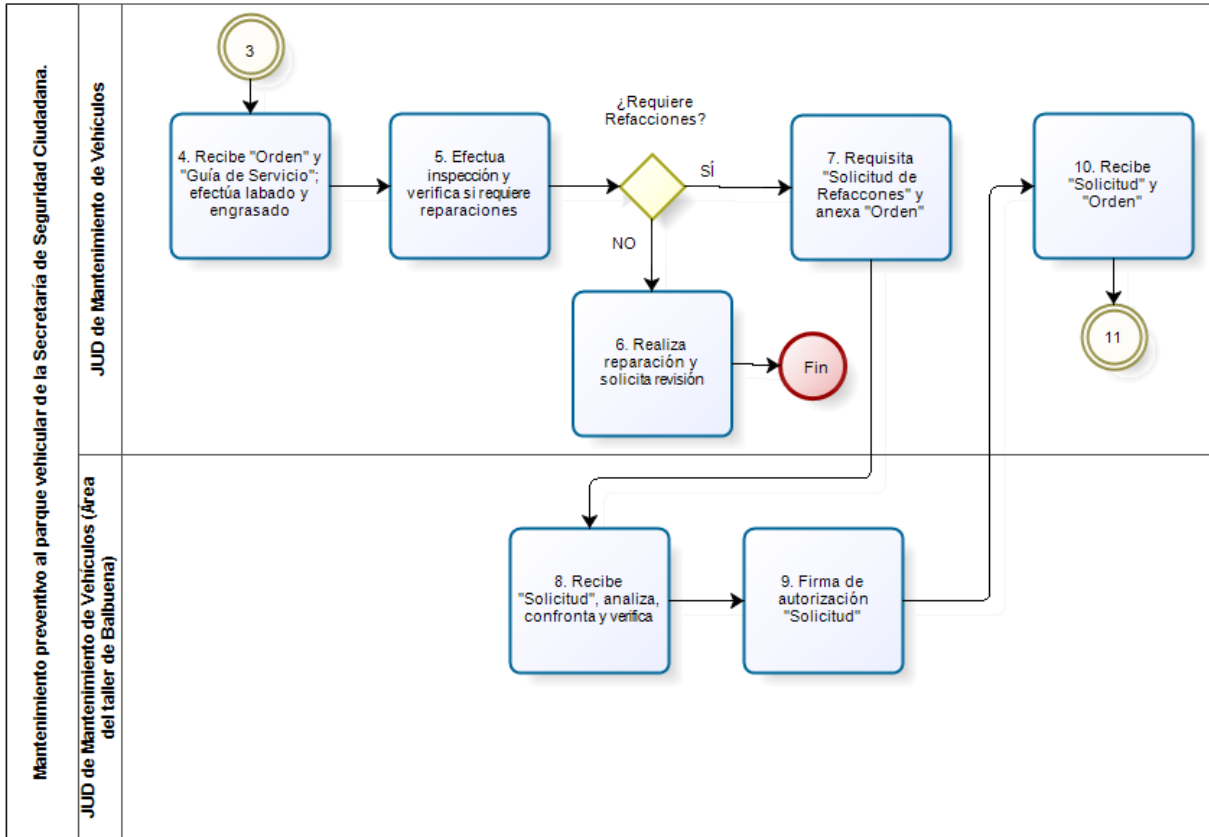 Mantenimiento preventivo al parque vehicular de la Secretaría de Seguridad Ciudadana.
JUD de Mantenimiento de Vehículos
3
4. Recibe "Orden" y
"Guía de Servicio";
efectúa labado y
engrasado
5. Efectua
inspección y
verifica si requiere
reparaciones
¿Requiere
Refacciones?
SÍ
NO
6. Realiza
reparación y
solicita revisión
Fin
7. Requisita
"Solicitud de
Refaccones" y
anexa "Orden"
10. Recibe
"Solicitud" y
"Orden"
11
JUD de Mantenimiento de Vehículos (Área
del taller de Balbuena)
8. Recibe
"Solicitud", analiza,
confronta y verifica
9. Firma de
autorización
"Solicitud"